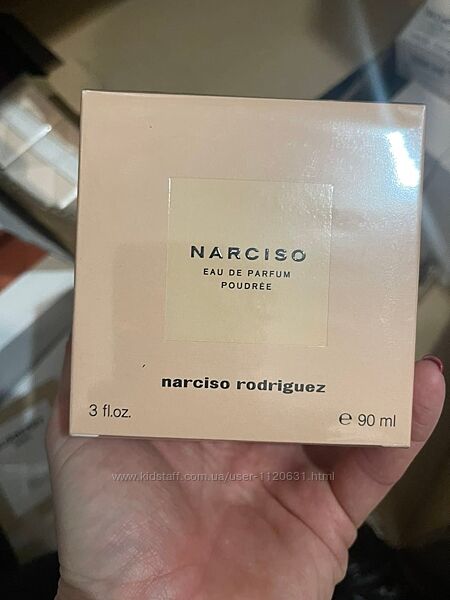 NARCISO
EAU DE PARFUM
POUDRÉE
narciso rodriguez
3 fl.oz.
e 90 ml
www.kidstaff.com.ua/user-1120631.html